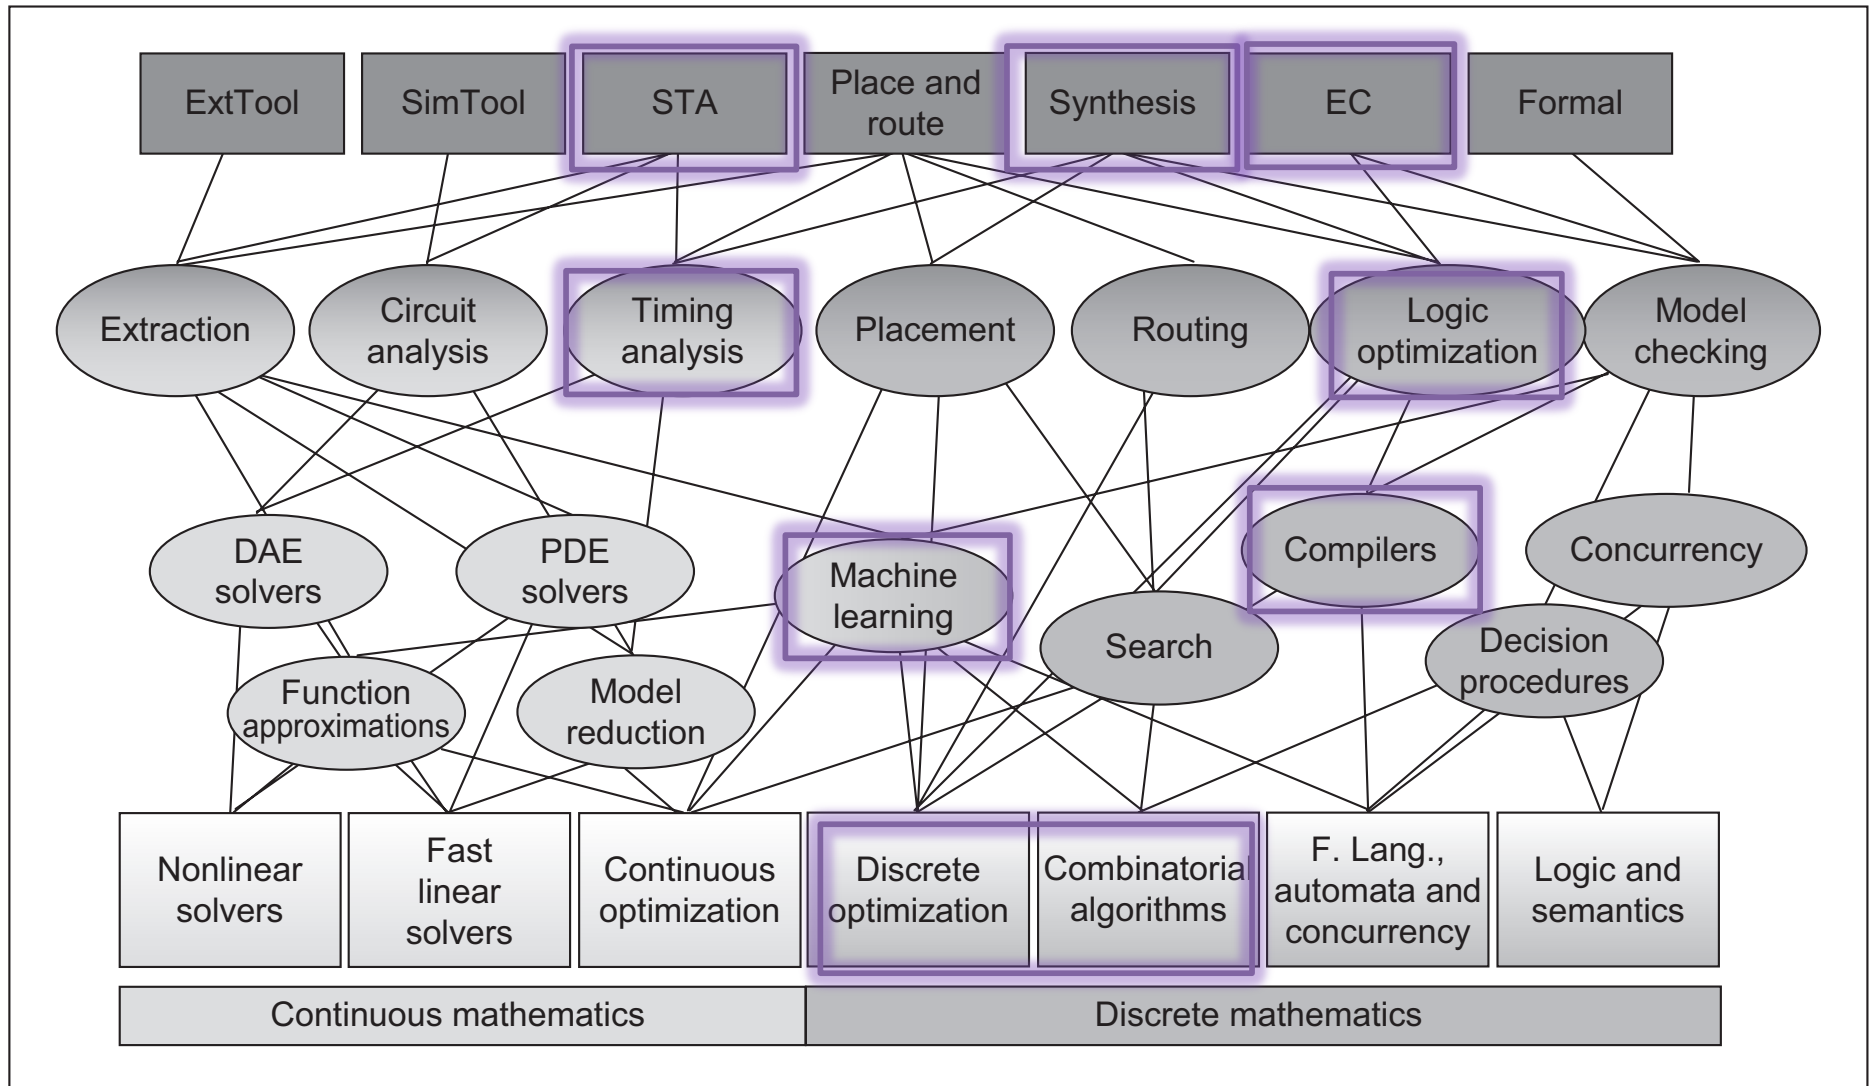 ExtTool
SimTool
STA
Place and
route
Synthesis
EC
Formal
Extraction
Circuit
analysis
Timing
analysis
Placement
Routing
Logic
optimization
Model
checking
DAE
solvers
PDE
solvers
Machine
learning
Search
Compilers
Concurrency
Decision
procedures
Function
approximations
Model
reduction
Nonlinear
solvers
Fast
linear
solvers
Continuous
optimization
Discrete
optimization
Combinatorial
algorithms
F. Lang.,
automata and
concurrency
Logic and
semantics
Continuous mathematics
Discrete mathematics